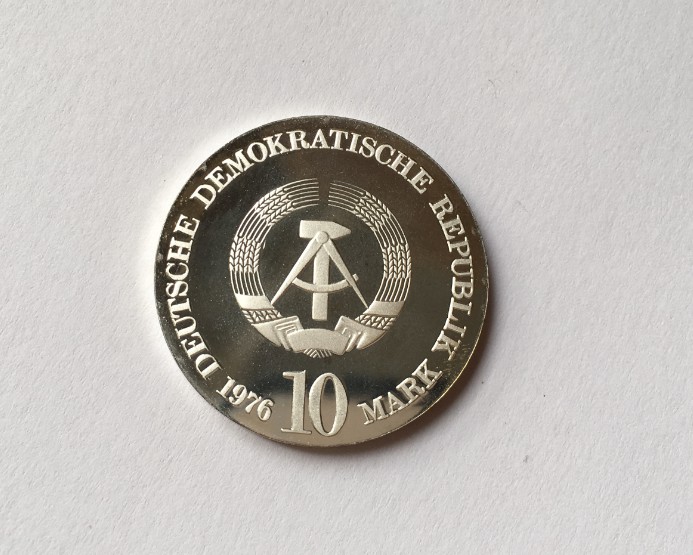 DEUTSCHE DEMOKRATISCHE REPUBLIK
1976 10 MARK